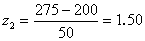 z₂ = (275 − 200) / 50 = 1.50